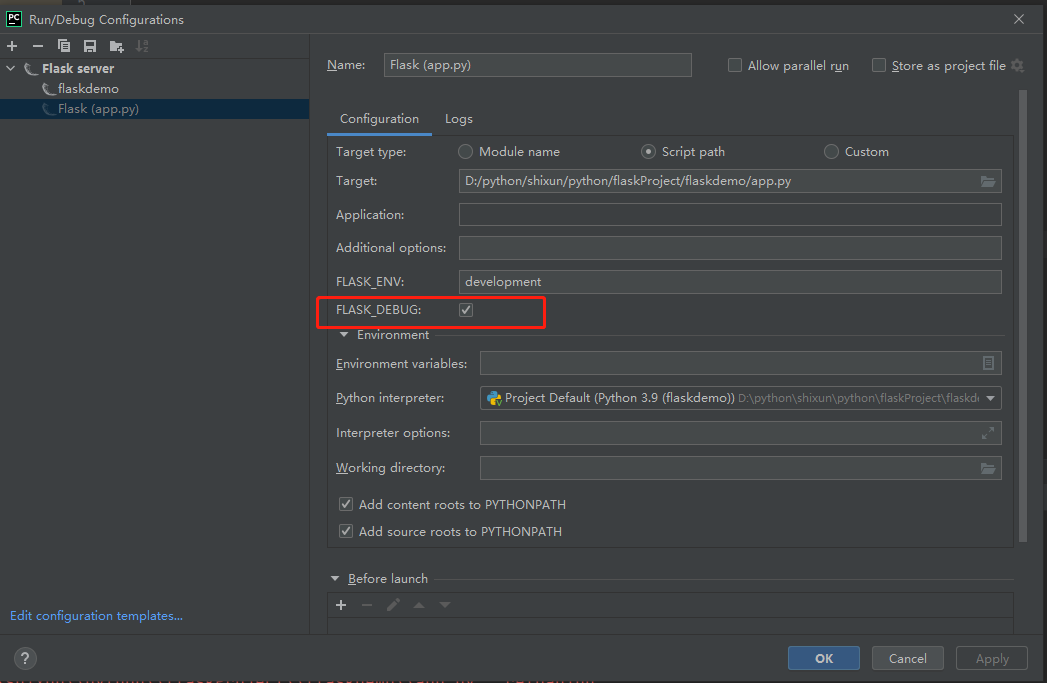 PC Run/Debug Configurations
Flask server
flaskdemo
Flask (app.py)
Name: Flask (app.py) Allow parallel run Store as project file
Configuration Logs
Target type: Module name Script path Custom
Target: D:/python/shixun/python/flaskProject/flaskdemo/app.py
Application:
Additional options:
FLASK_ENV: development
FLASK_DEBUG:
Environment
Environment variables:
Python interpreter: Project Default (Python 3.9 (flaskdemo)) D:\python\shixun\python\flaskProject\flaskd
Interpreter options:
Working directory:
Add content roots to PYTHONPATH
Add source roots to PYTHONPATH
Before launch
Edit configuration templates...
? OK Cancel Apply